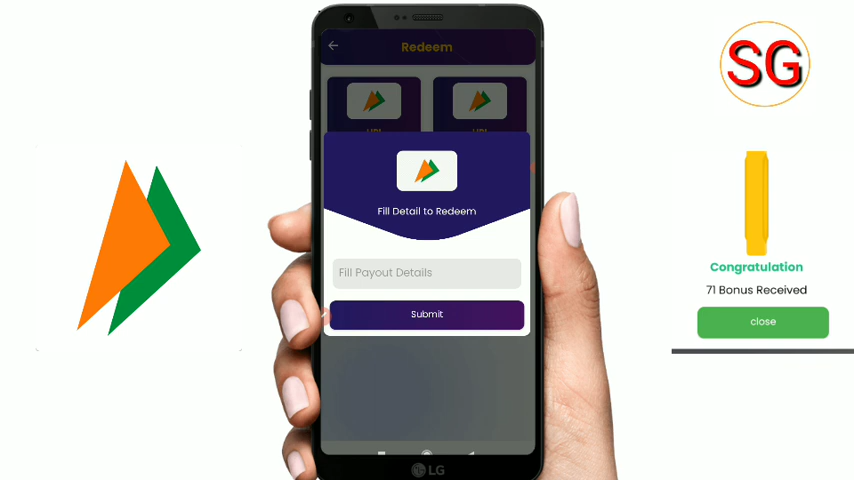 Redeem
Fill Detail to Redeem
Fill Payout Details
Submit
LG
SG
Congratulation
71 Bonus Received
close